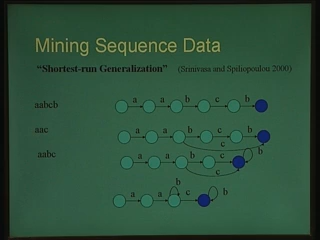 Mining Sequence Data
"Shortest-run Generalization" (Srinivasa and Spiliopoulou 2000)
aabcb
a a b c b
aac
a a b c b
c
aabc
a a b c b
c
b
a a c b